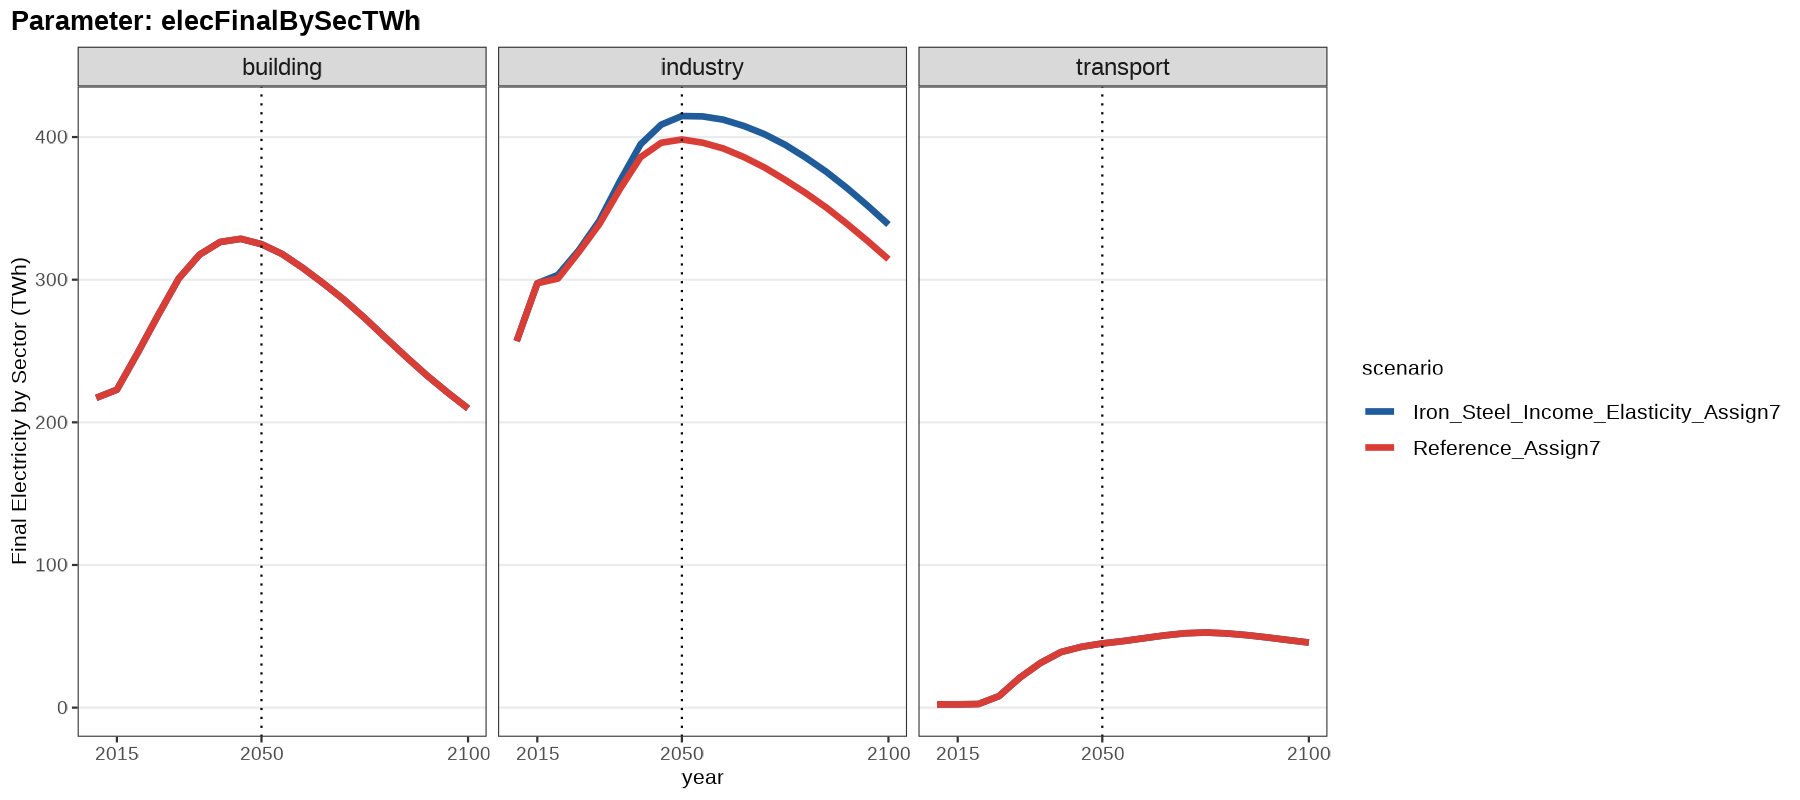 Parameter: elecFinalBySecTWh
building
industry
transport
Final Electricity by Sector (TWh)
400
300
200
100
0
2015 2050 2100
2015 2050 2100
2015 2050 2100
year
scenario
Iron_Steel_Income_Elasticity_Assign7
Reference_Assign7